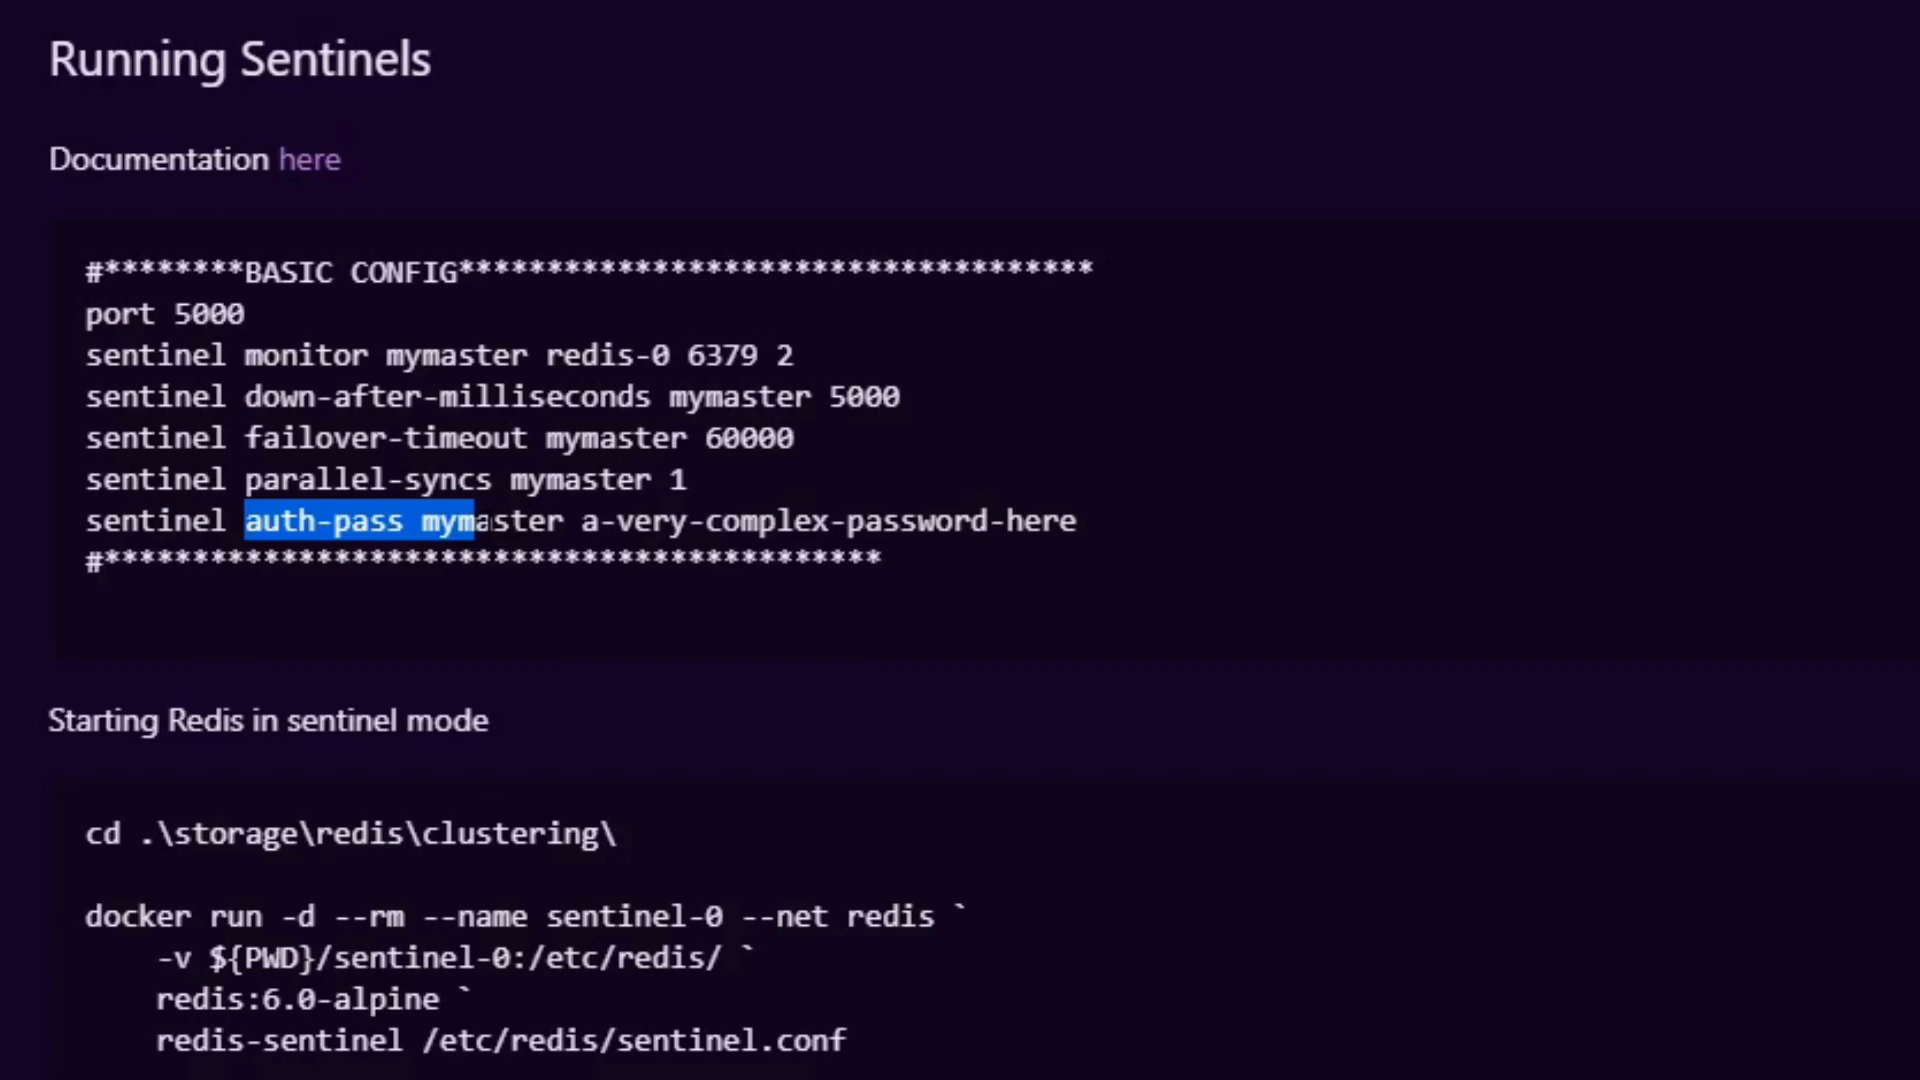 Running Sentinels
Documentation here
#********BASIC CONFIG************************************
port 5000
sentinel monitor mymaster redis-0 6379 2
sentinel down-after-milliseconds mymaster 5000
sentinel failover-timeout mymaster 60000
sentinel parallel-syncs mymaster 1
sentinel auth-pass mymaster a-very-complex-password-here
#********************************************
Starting Redis in sentinel mode
cd .\storage\redis\clustering\
docker run -d --rm --name sentinel-0 --net redis `
-v ${PWD}/sentinel-0:/etc/redis/ `
redis:6.0-alpine `
redis-sentinel /etc/redis/sentinel.conf